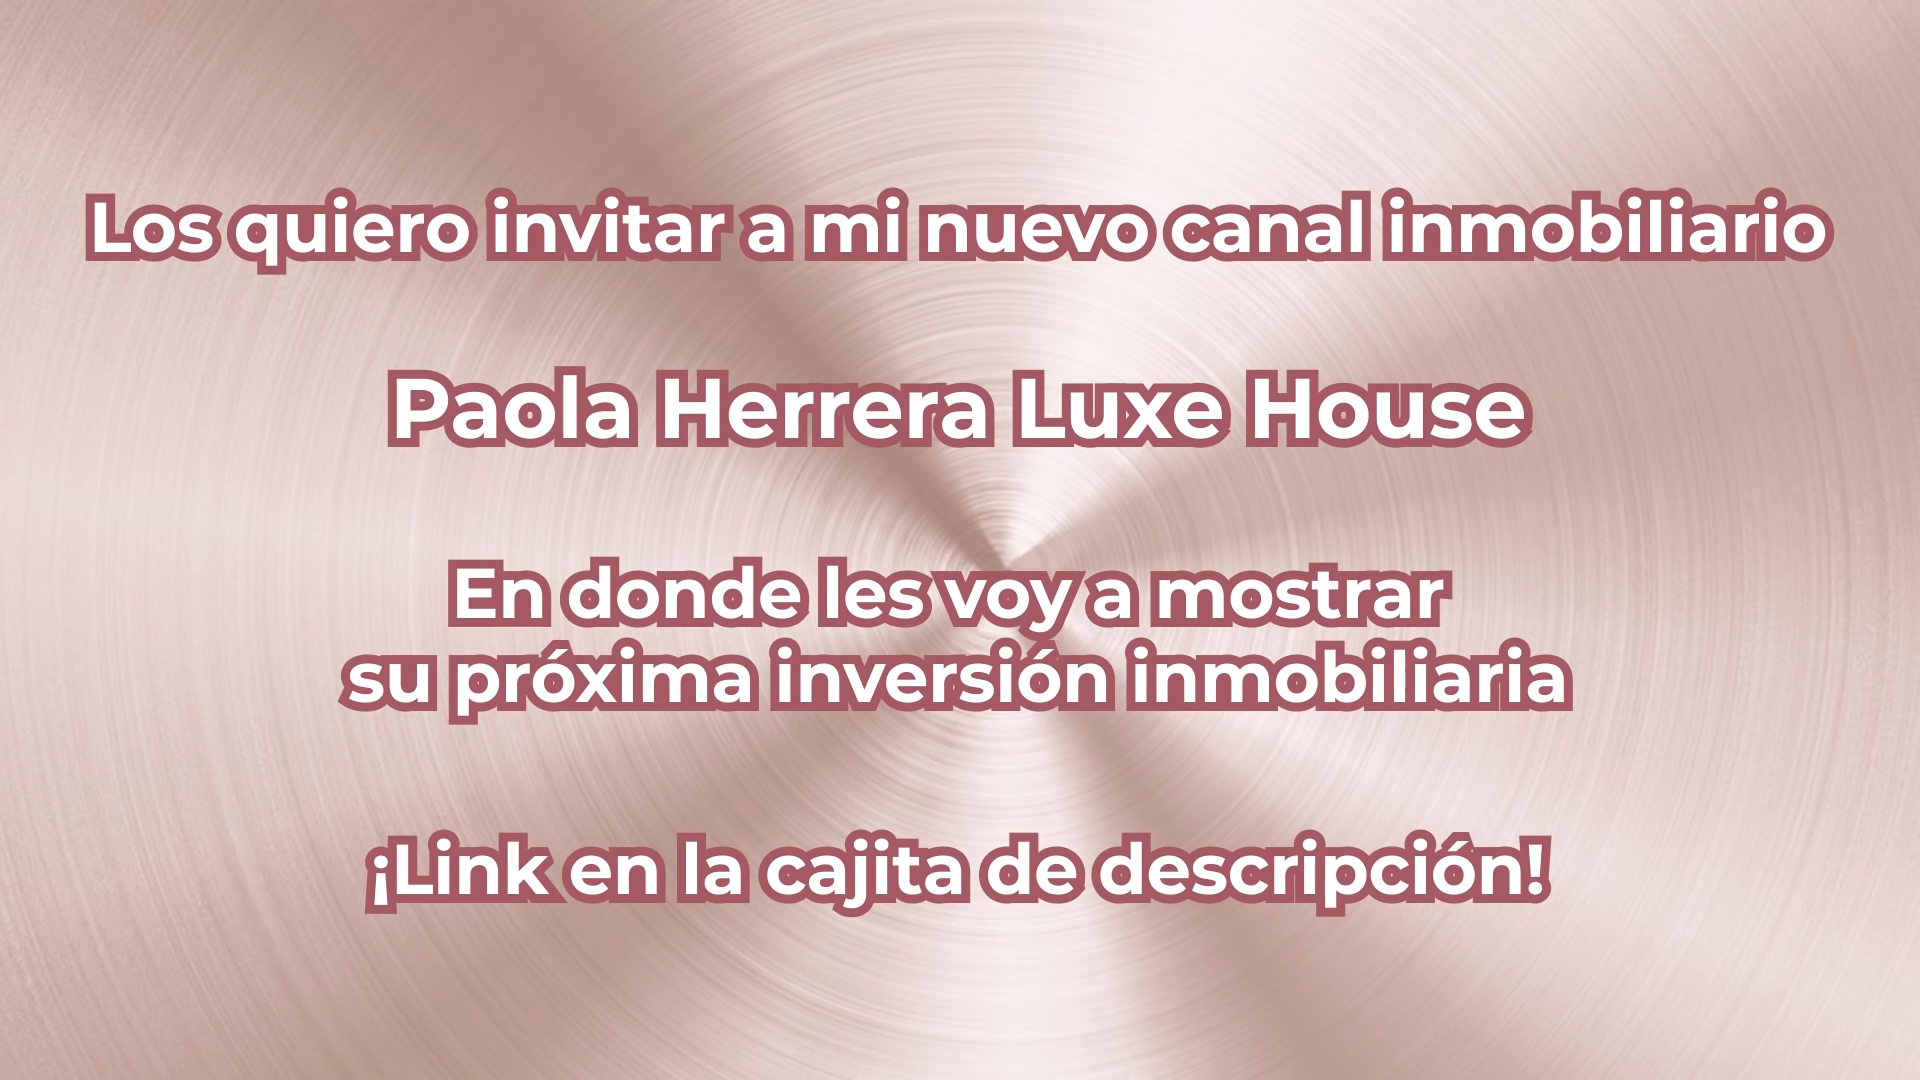 Los quiero invitar a mi nuevo canal inmobiliario
Paola Herrera Luxe House
En donde les voy a mostrar
su próxima inversión inmobiliaria
¡Link en la cajita de descripción!